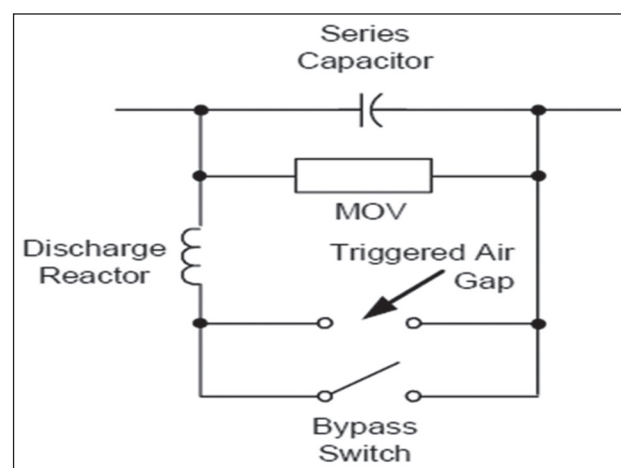 Series
Capacitor
MOV
Discharge
Reactor
Triggered Air
Gap
Bypass
Switch